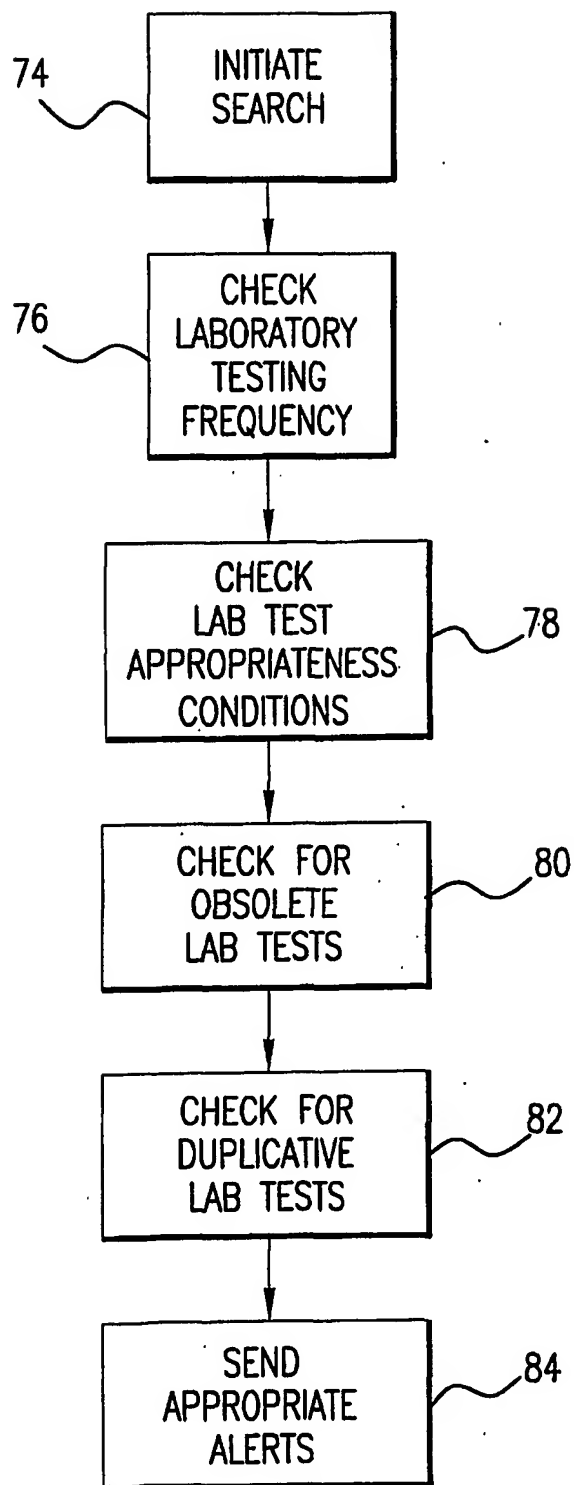 74
INITIATE
SEARCH
76
CHECK
LABORATORY
TESTING
FREQUENCY
CHECK
LAB TEST
APPROPRIATENESS
CONDITIONS
78
CHECK FOR
OBSOLETE
LAB TESTS
80
CHECK FOR
DUPLICATIVE
LAB TESTS
82
SEND
APPROPRIATE
ALERTS
84